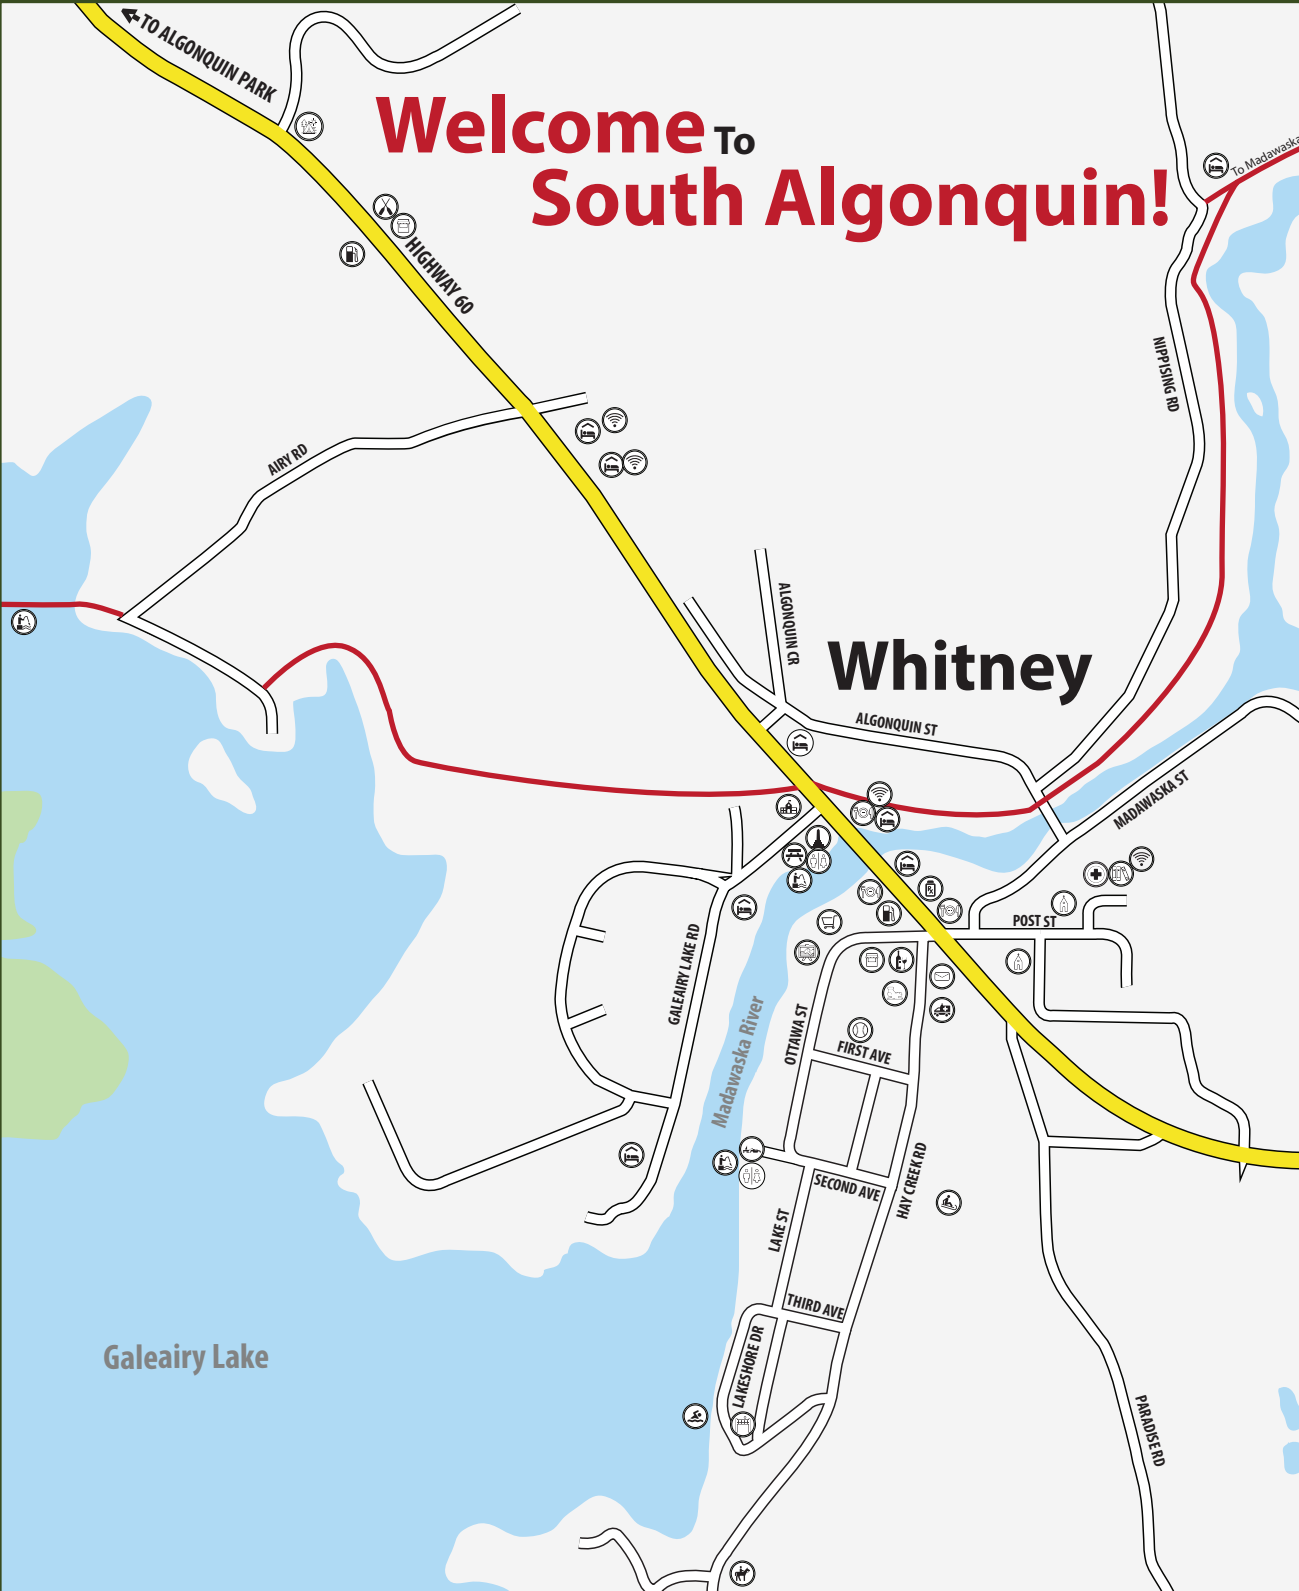 TO ALGONQUIN PARK
Welcome To
South Algonquin!
To Madawaska
HIGHWAY 60
NIPPISING RD
AIRY RD
ALGONQUIN CR
Whitney
ALGONQUIN ST
MADAWASKA ST
POST ST
GALEAIRY LAKE RD
Madawaska River
OTTAWA ST
FIRST AVE
SECOND AVE
HAY CREEK RD
LAKE ST
THIRD AVE
LAKESHORE DR
Galeairy Lake
PARADISE RD